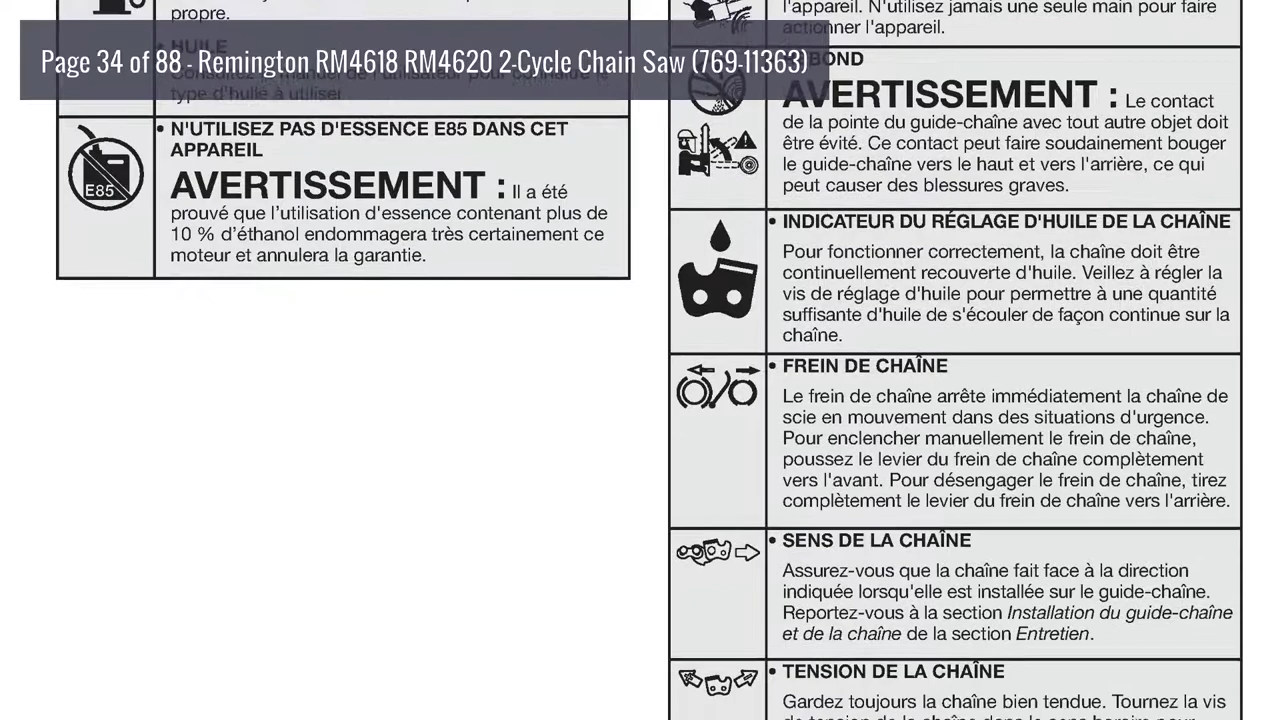 Page 34 of 88 - Remington RM4618 RM4620 2-Cycle Chain Saw (769-11363)
propre.
• HUILE
Consultez le manuel de l'utilisateur pour connaître le
type d'huile à utiliser.
E85
• N'UTILISEZ PAS D'ESSENCE E85 DANS CET
APPAREIL
AVERTISSEMENT : Il a été
prouvé que l'utilisation d'essence contenant plus de
10 % d'éthanol endommagera très certainement ce
moteur et annulera la garantie.
l'appareil. N'utilisez jamais une seule main pour faire
actionner l'appareil.
BOND
AVERTISSEMENT : Le contact
de la pointe du guide-chaîne avec tout autre objet doit
être évité. Ce contact peut faire soudainement bouger
le guide-chaîne vers le haut et vers l'arrière, ce qui
peut causer des blessures graves.
• INDICATEUR DU RÉGLAGE D'HUILE DE LA CHAÎNE
Pour fonctionner correctement, la chaîne doit être
continuellement recouverte d'huile. Veillez à régler la
vis de réglage d'huile pour permettre à une quantité
suffisante d'huile de s'écouler de façon continue sur la
chaîne.
• FREIN DE CHAÎNE
Le frein de chaîne arrête immédiatement la chaîne de
scie en mouvement dans des situations d'urgence.
Pour enclencher manuellement le frein de chaîne,
poussez le levier du frein de chaîne complètement
vers l'avant. Pour désengager le frein de chaîne, tirez
complètement le levier du frein de chaîne vers l'arrière.
• SENS DE LA CHAÎNE
Assurez-vous que la chaîne fait face à la direction
indiquée lorsqu'elle est installée sur le guide-chaîne.
Reportez-vous à la section Installation du guide-chaîne
et de la chaîne de la section Entretien.
• TENSION DE LA CHAÎNE
Gardez toujours la chaîne bien tendue. Tournez la vis